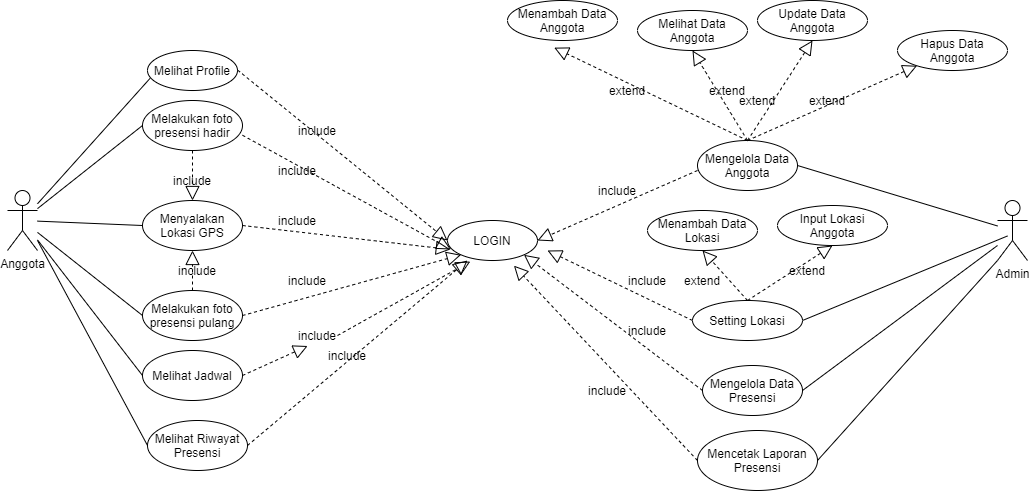 Menambah Data
Anggota
Melihat Data
Anggota
Update Data
Anggota
Hapus Data
Anggota
extend
extend
extend
extend
Melihat Profile
Melakukan foto
presensi hadir
include
include
include
Menyalakan
Lokasi GPS
include
include
Melakukan foto
presensi pulang
include
Melihat Jadwal
include
include
Melihat Riwayat
Presensi
Anggota
LOGIN
Mengelola Data
Anggota
include
Menambah Data
Lokasi
Input Lokasi
Anggota
extend
extend
include
Setting Lokasi
include
Mengelola Data
Presensi
include
Mencetak Laporan
Presensi
Admin